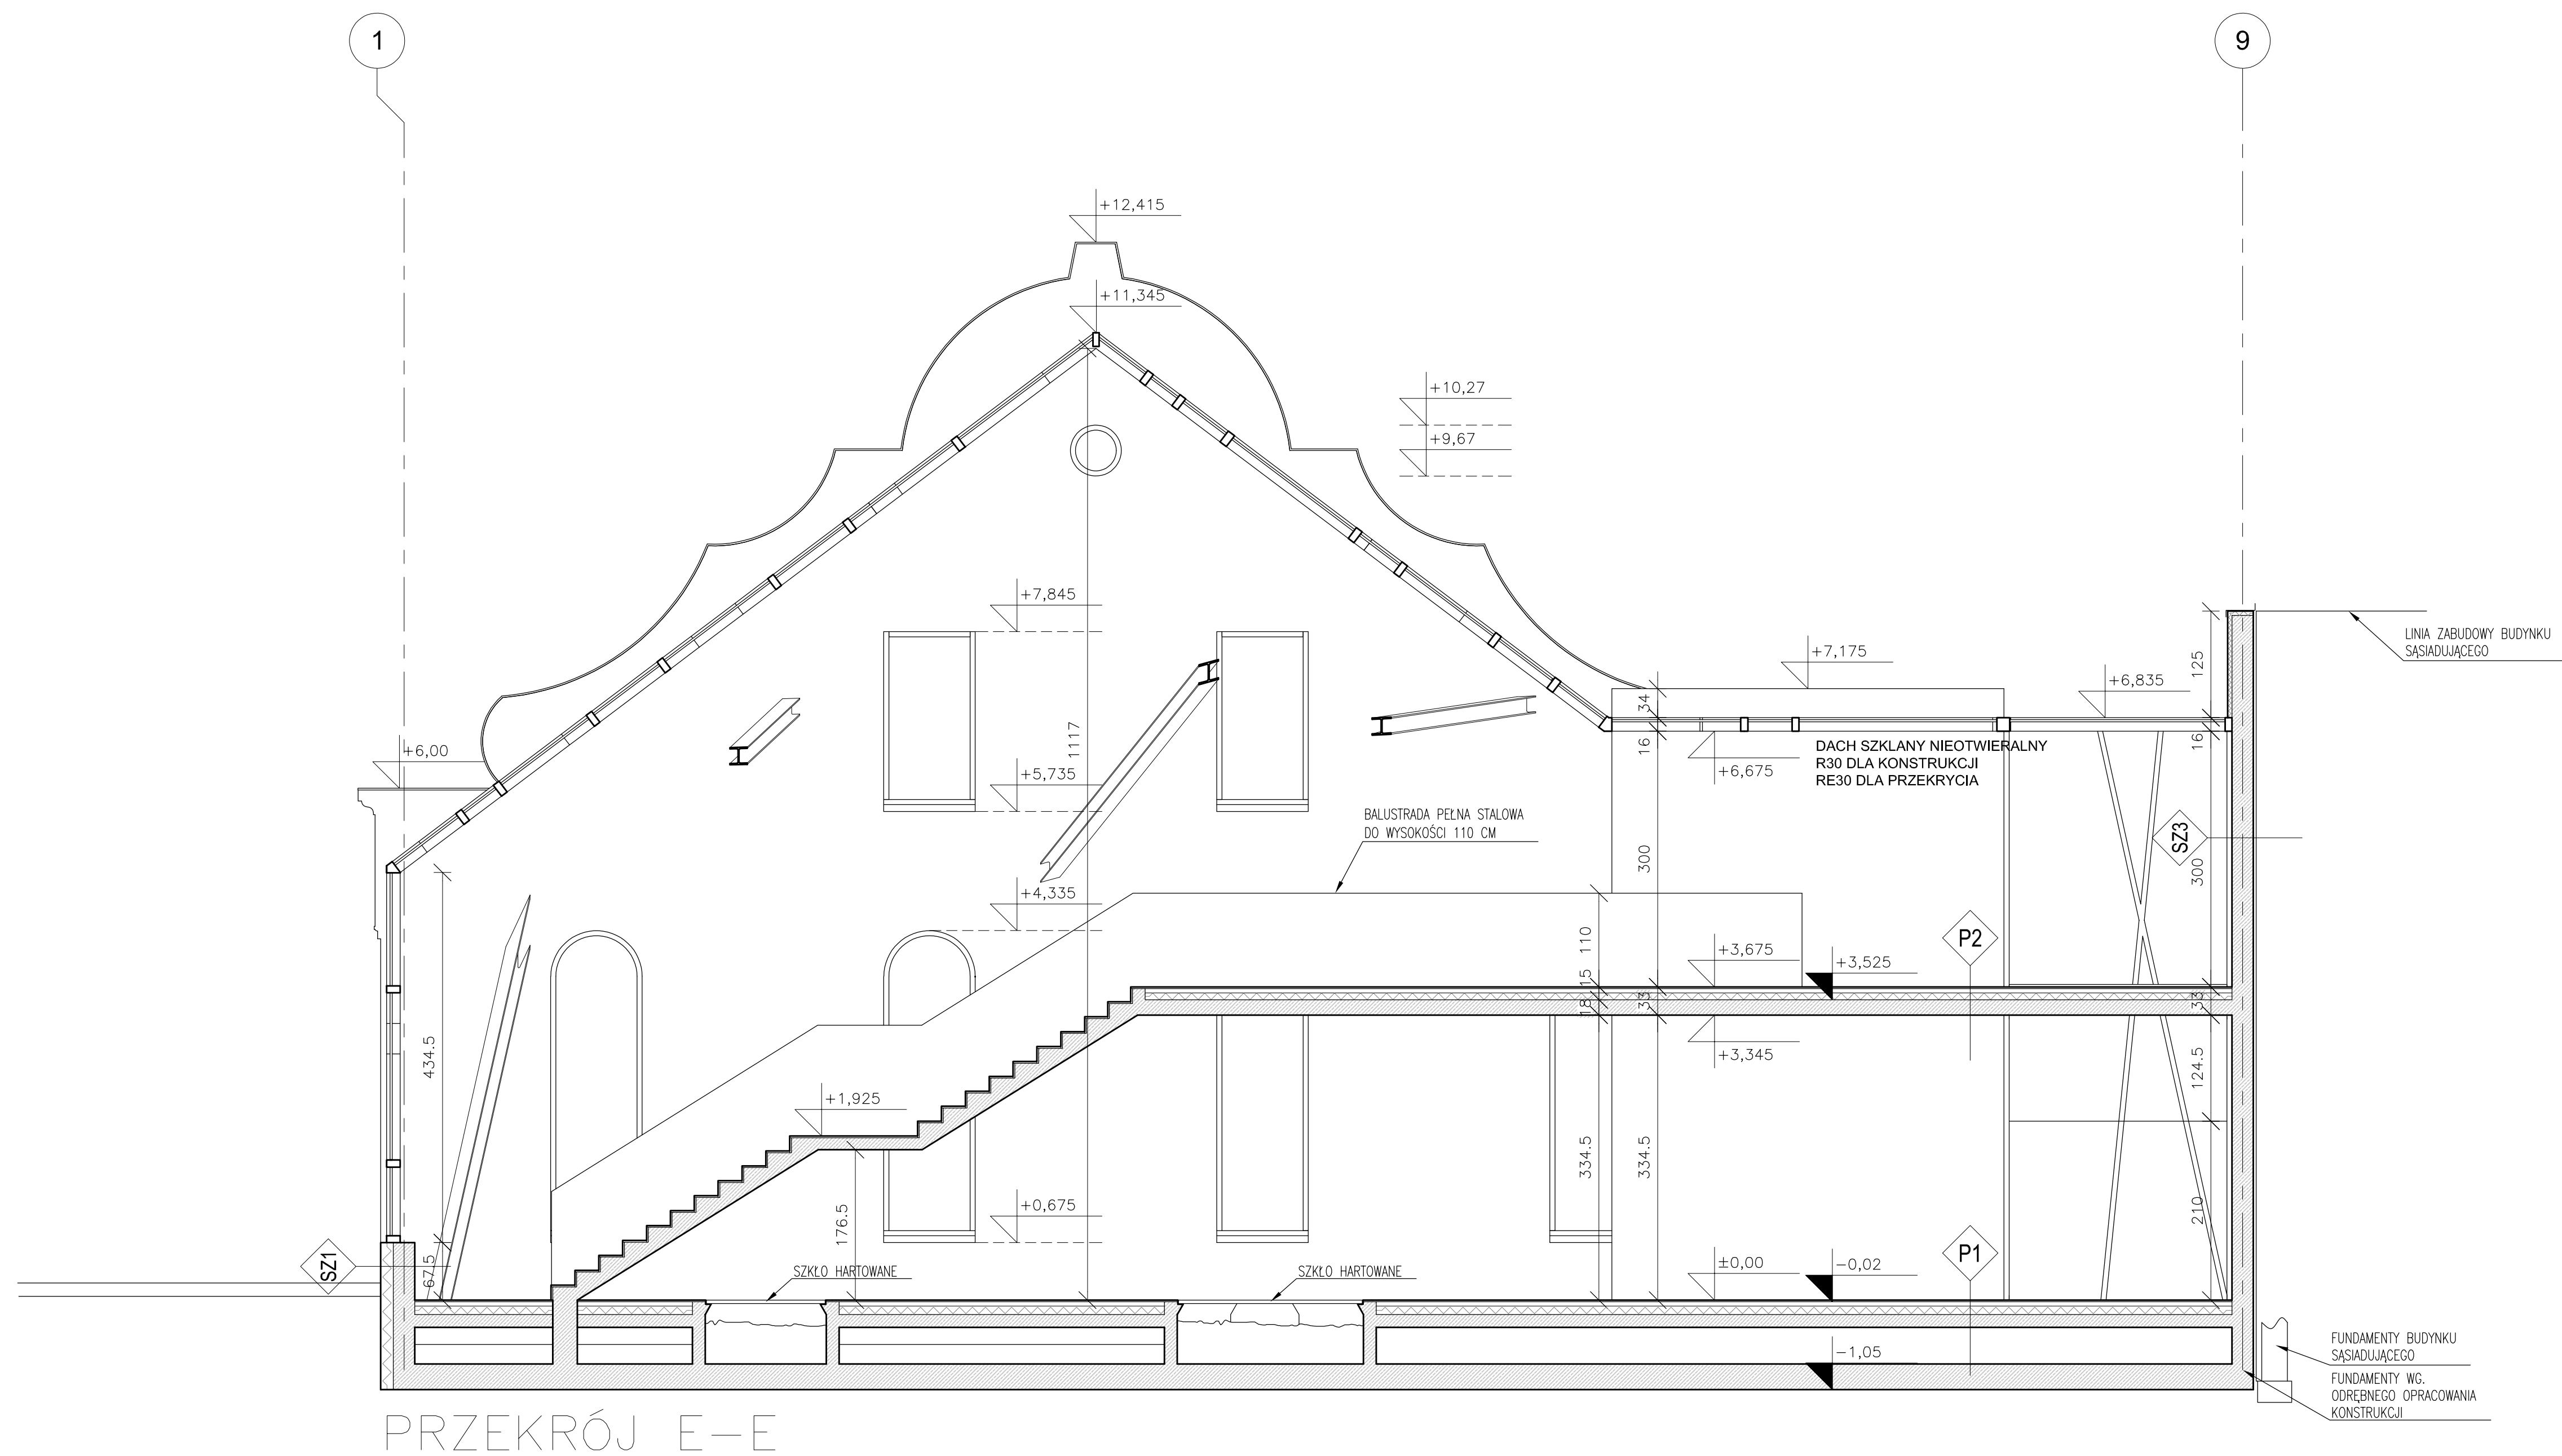 1
9
+12,415
+11,345
+10,27
+9,67
+7,845
+7,175
+6,835
125
LINIA ZABUDOWY BUDYNKU
SĄSIADUJĄCEGO
34
16
16
+6,00
1117
+5,735
+6,675
DACH SZKLANY NIEOTWIERALNY
R30 DLA KONSTRUKCJI
RE30 DLA PRZEKRYCIA
BALUSTRADA PEŁNA STALOWA
DO WYSOKOŚCI 110 CM
SZ3
300
300
+4,335
110
P2
+3,675
+3,525
15
18
33
33
434.5
+3,345
124.5
+1,925
176.5
334.5
334.5
+0,675
210
SZ1
67.5
SZKŁO HARTOWANE
SZKŁO HARTOWANE
±0,00
-0,02
P1
-1,05
FUNDAMENTY BUDYNKU
SĄSIADUJĄCEGO
FUNDAMENTY WG.
ODRĘBNEGO OPRACOWANIA
KONSTRUKCJI
PRZEKRÓJ E-E